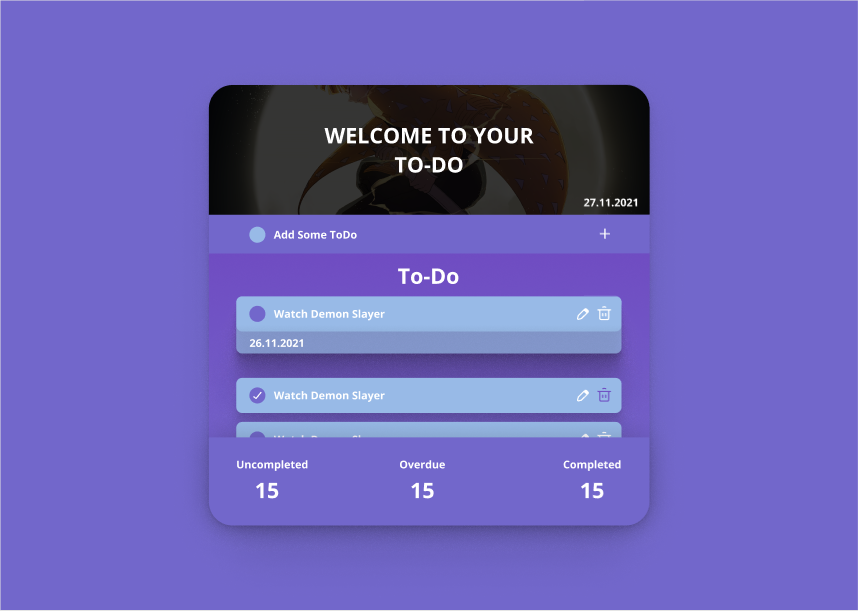 WELCOME TO YOUR
TO-DO
27.11.2021
Add Some ToDo
To-Do
Watch Demon Slayer
26.11.2021
Watch Demon Slayer
Uncompleted
Overdue
Completed
15
15
15